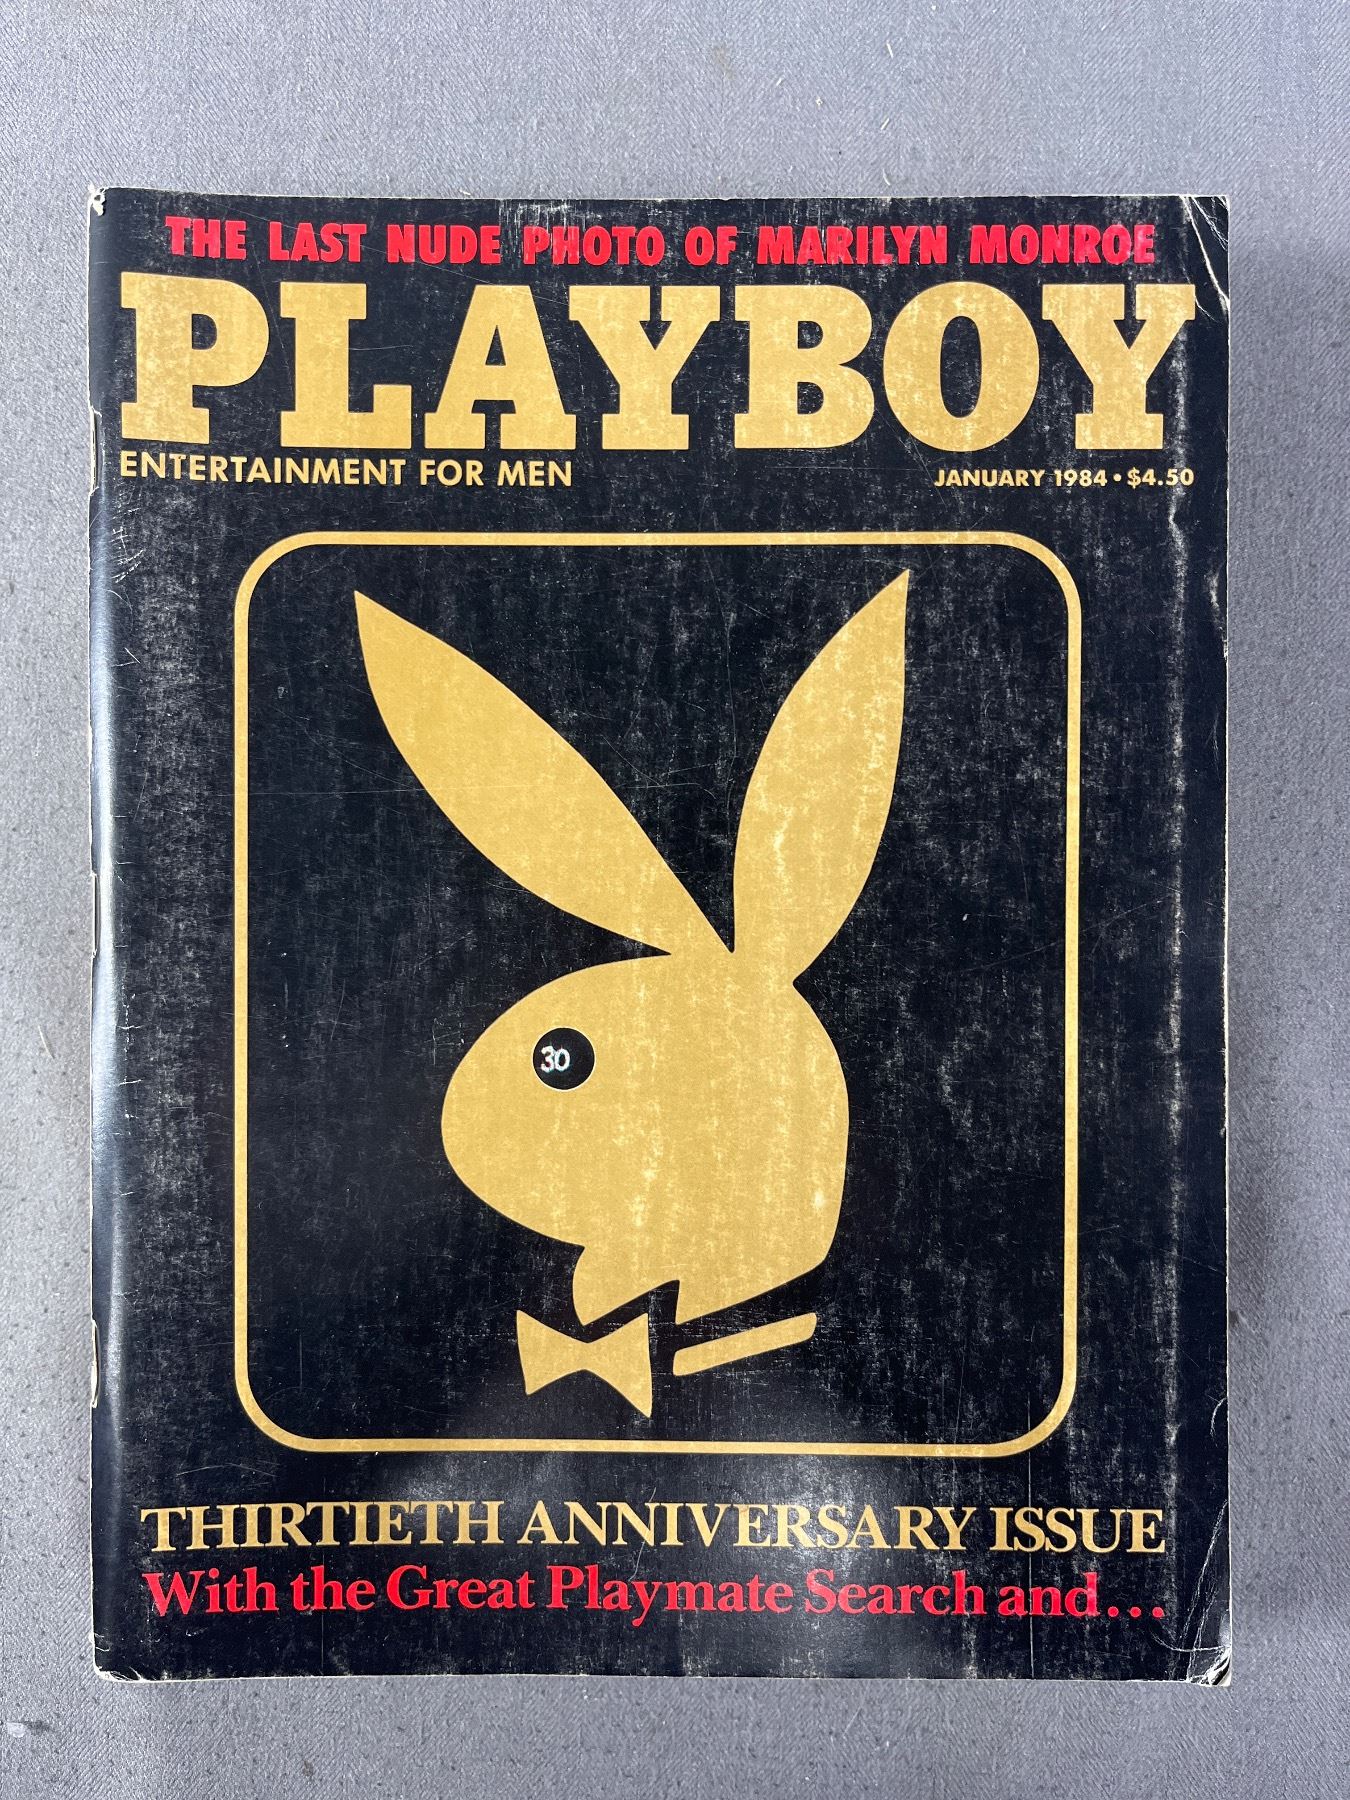 THE LAST NUDE PHOTO OF MARILYN MONROE
PLAYBOY
ENTERTAINMENT FOR MEN
JANUARY 1984 • $4.50
30
THIRTIETH ANNIVERSARY ISSUE
With the Great Playmate Search and...